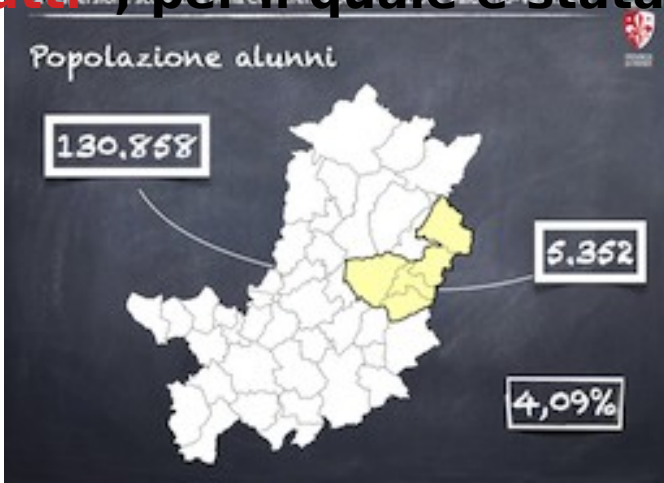 , per il quale è stata
Popolazione alunni
130.858
5.352
4,09%